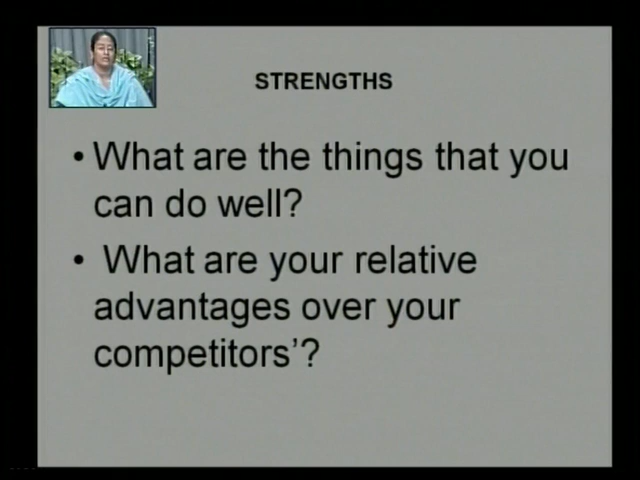 STRENGTHS
• What are the things that you
can do well?
• What are your relative
advantages over your
competitors’?